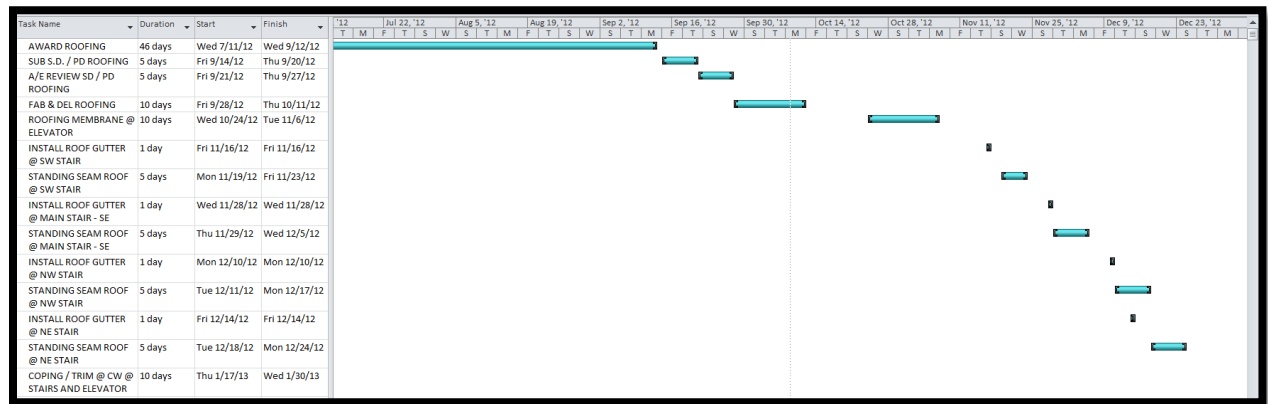 Task Name Duration Start Finish '12 Jul 22, '12 Aug 5, '12 Aug 19, '12 Sep 2, '12 Sep 16, '12 Sep 30, '12 Oct 14, '12 Oct 28, '12 Nov 11, '12 Nov 25, '12 Dec 9, '12 Dec 23, '12
T M F T S W S T M F T S W S T M F T S W S T M F T S W S T M F T S W S T M F T S W S T M F T S W S T M
AWARD ROOFING 46 days Wed 7/11/12 Wed 9/12/12
SUB S.D. / PD ROOFING 5 days Fri 9/14/12 Thu 9/20/12
A/E REVIEW SD / PD 5 days Fri 9/21/12 Thu 9/27/12
ROOFING
FAB & DEL ROOFING 10 days Fri 9/28/12 Thu 10/11/12
ROOFING MEMBRANE @ 10 days Wed 10/24/12 Tue 11/6/12
ELEVATOR
INSTALL ROOF GUTTER 1 day Fri 11/16/12 Fri 11/16/12
@ SW STAIR
STANDING SEAM ROOF 5 days Mon 11/19/12 Fri 11/23/12
@ SW STAIR
INSTALL ROOF GUTTER 1 day Wed 11/28/12 Wed 11/28/12
@ MAIN STAIR - SE
STANDING SEAM ROOF 5 days Thu 11/29/12 Wed 12/5/12
@ MAIN STAIR - SE
INSTALL ROOF GUTTER 1 day Mon 12/10/12 Mon 12/10/12
@ NW STAIR
STANDING SEAM ROOF 5 days Tue 12/11/12 Mon 12/17/12
@ NW STAIR
INSTALL ROOF GUTTER 1 day Fri 12/14/12 Fri 12/14/12
@ NE STAIR
STANDING SEAM ROOF 5 days Tue 12/18/12 Mon 12/24/12
@ NE STAIR
COPING / TRIM @ CW @ 10 days Thu 1/17/13 Wed 1/30/13
STAIRS AND ELEVATOR